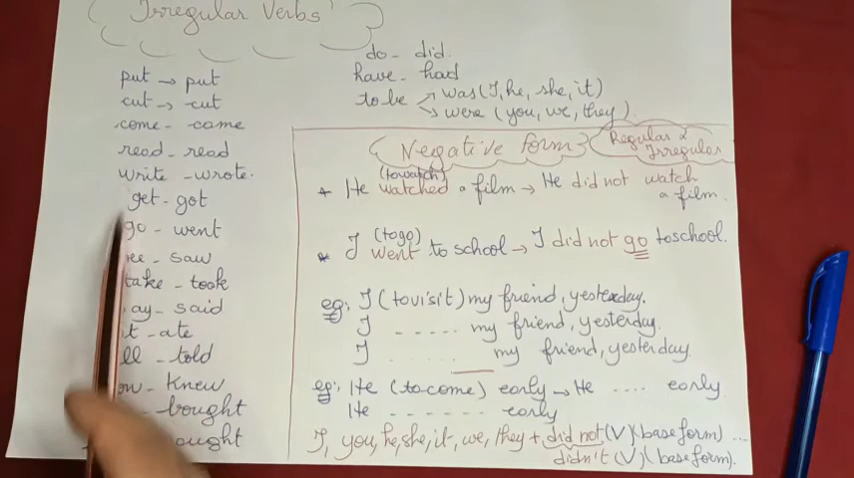 Irregular Verbs
put → put
cut → cut
come - came
read - read
write - wrote.
get - got
go - went
ee - saw
take - took
ay - said
t - ate
ll - told
ow - knew
- bought
ought
do - did.
have - had
to be
was (I, he, she, it)
were (you, we, they)
Negative form
Regular & Irregular
(to watch)
* He watched a film → He did not watch a film.
(to go)
* I went to school → I did not go to school.
eg: I (to visit) my friend, yesterday.
I ...... my friend, yesterday.
I ...... my friend, yesterday.
eg: He (to come) early → He .... early
He - - - - - - early
I, you, he, she, it, we, they + did not (V) (base form) ...
didn't (V) (base form).